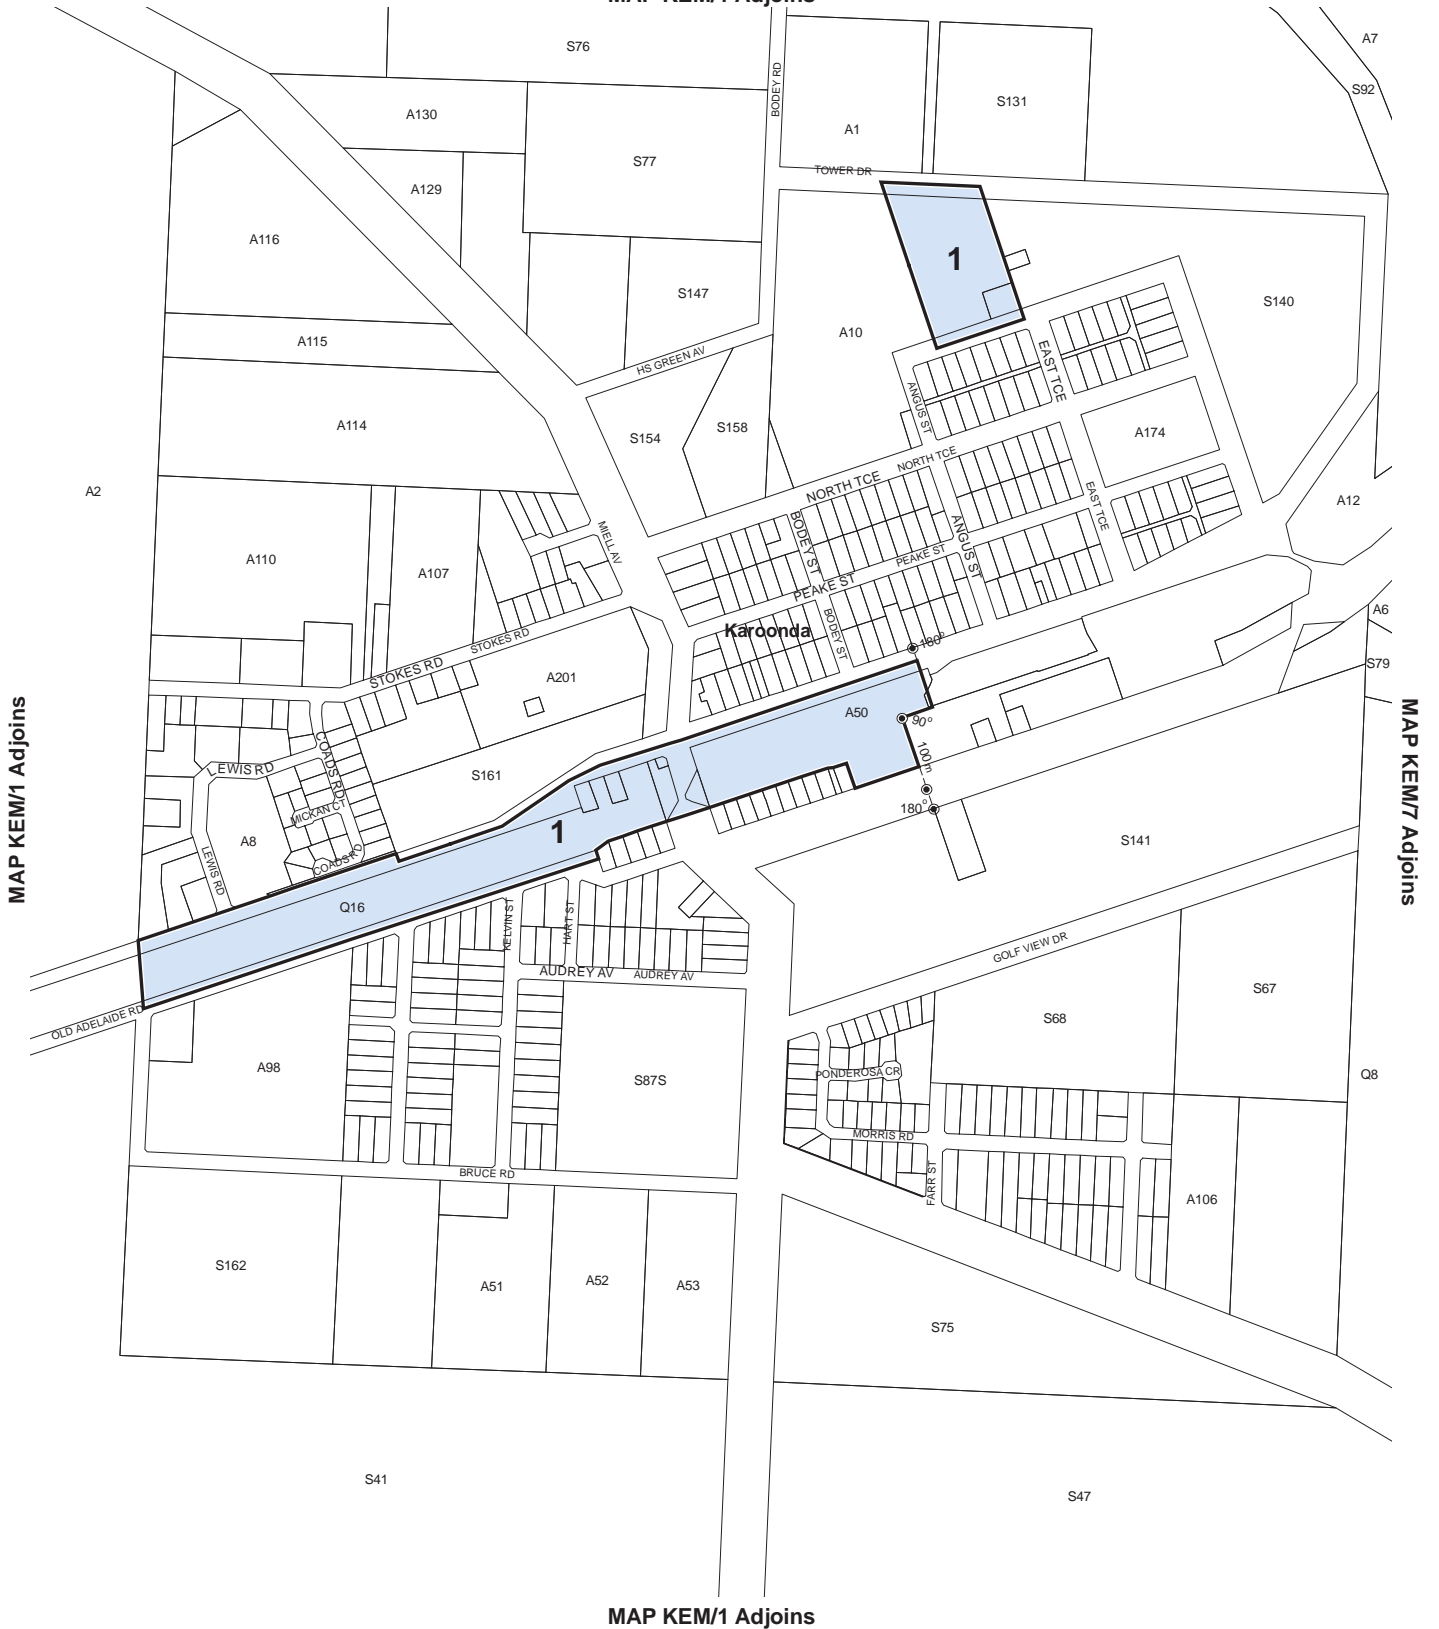 MAP KEM/1 Adjoins
S76
A7
S92
BODEY RD
A130
S131
A1
S77
TOWER DR
A129
A116
1
S147
S140
A10
A115
HS GREEN AV
EAST TCE
ANGUS ST
A114
S154
S158
A174
NORTH TCE
NORTH TCE
A2
EAST TCE
A12
MIELL AV
BODEY ST
ANGUS ST
A110
A107
PEAKE ST
PEAKE ST
A6
Karoonda
BODEY ST
180°
STOKES RD
STOKES RD
S79
A201
MAP KEM/1 Adjoins
MAP KEM/7 Adjoins
A50
90°
COADS RD
100 m
LEWIS RD
S161
180°
MICKAN CT
1
A8
COADS RD
S141
LEWIS RD
Q16
KELVIN ST
HART ST
GOLF VIEW DR
AUDREY AV
AUDREY AV
S67
OLD ADELAIDE RD
S68
A98
S87S
PONDEROSA CR
Q8
MORRIS RD
BRUCE RD
FARR ST
A106
S162
A51
A52
A53
S75
S41
S47
MAP KEM/1 Adjoins